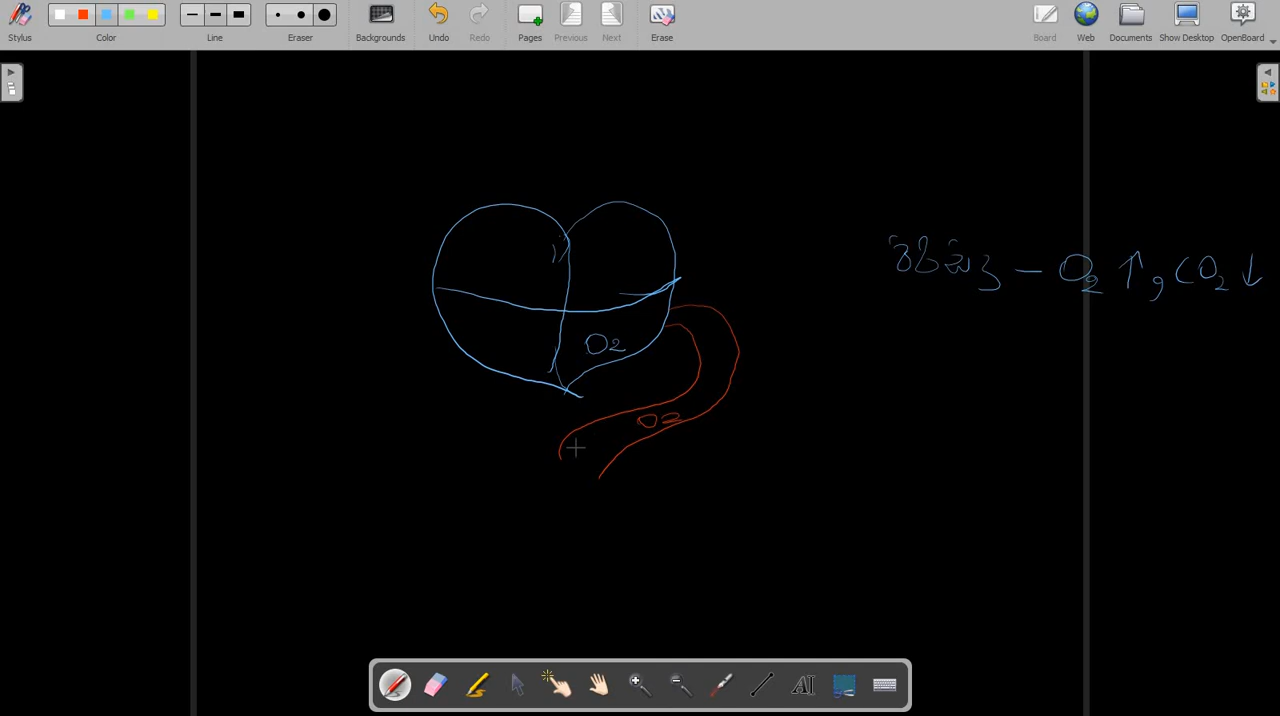 Stylus Color Line Eraser Backgrounds Undo Redo Pages Previous Next Erase Board Web Documents Show Desktop OpenBoard
— O2 ↑, CO2 ↓
O2
O2
AI